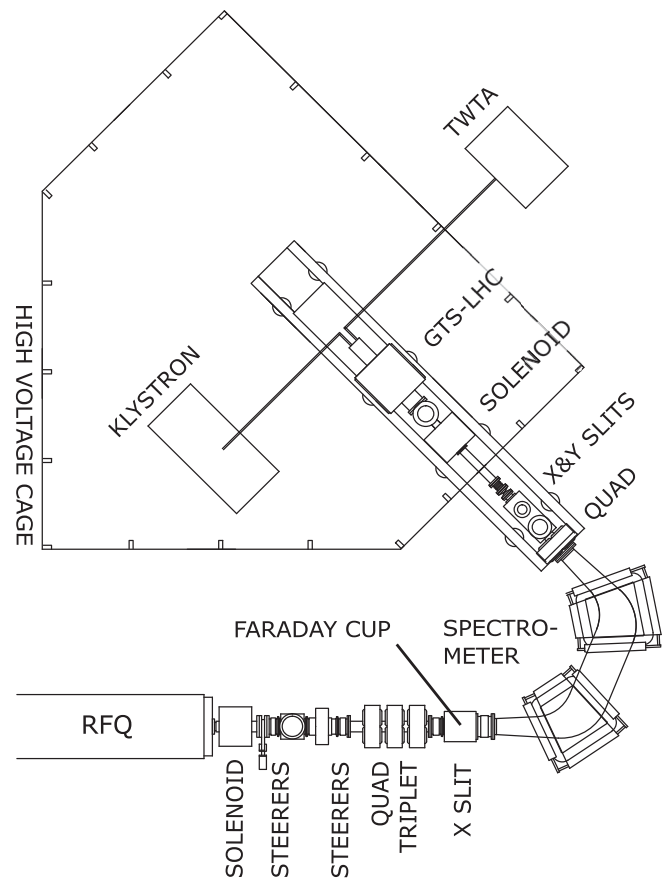 TWTA
GTS-LHC
SOLENOID
KLYSTRON
HIGH VOLTAGE CAGE
X&Y SLITS
QUAD
FARADAY CUP
SPECTRO-
METER
RFQ
SOLENOID
STEERERS
STEERERS
QUAD
TRIPLET
X SLIT